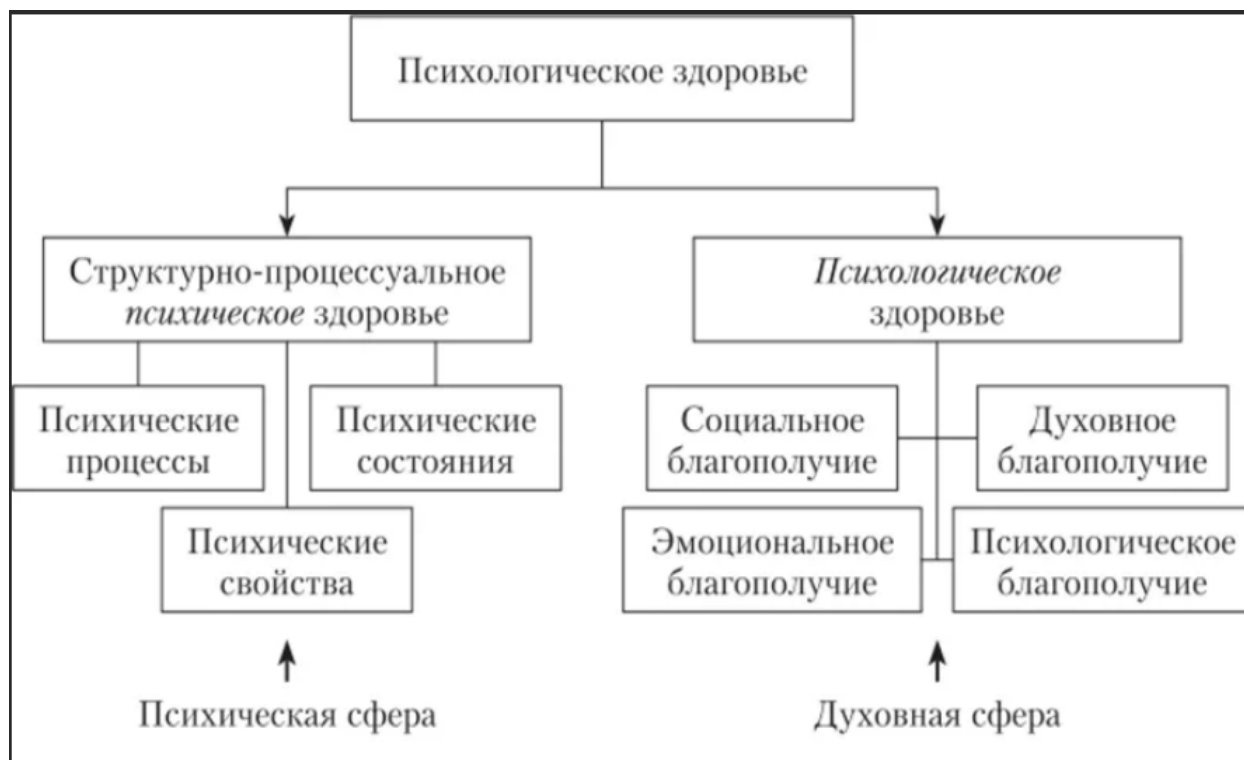 Психологическое здоровье
Структурно-процессуальное
психическое здоровье
Психологическое
здоровье
Психические
процессы
Психические
состояния
Психические
свойства
Социальное
благополучие
Духовное
благополучие
Эмоциональное
благополучие
Психологическое
благополучие
Психическая сфера
Духовная сфера